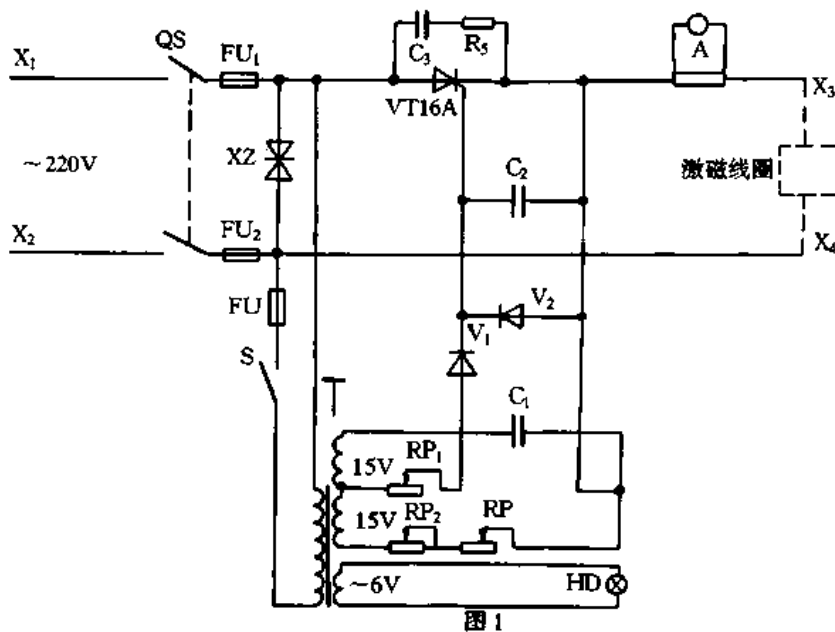 X₁
QS
FU₁
C₃
R₅
A
X₃
VT16A
XZ
~220V
C₂
激磁线圈
X₂
FU₂
X₄
FU
V₂
V₁
S
C₁
15V
RP₁
15V
RP₂
RP
~6V
HD
图 1